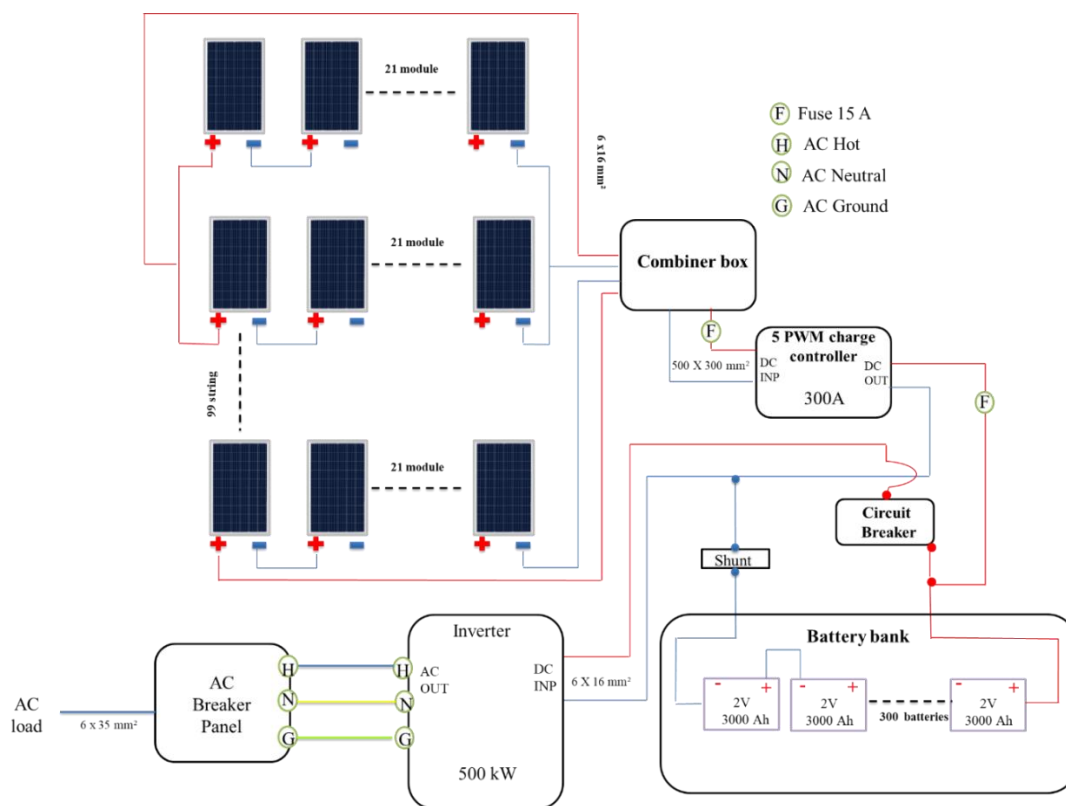 21 module
F Fuse 15 A
H AC Hot
N AC Neutral
G AC Ground
6 x16 mm²
21 module
Combiner box
F
5 PWM charge
controller
DC
INP
DC
OUT
300A
500 X 300 mm²
F
99 string
21 module
Circuit
Breaker
Shunt
Battery bank
- +
2V
3000 Ah
- +
2V
3000 Ah
300 batteries
- +
2V
3000 Ah
Inverter
AC
OUT
DC
INP
500 kW
6 X 16 mm²
H H
N N
G G
AC
Breaker
Panel
AC
load
6 x 35 mm²